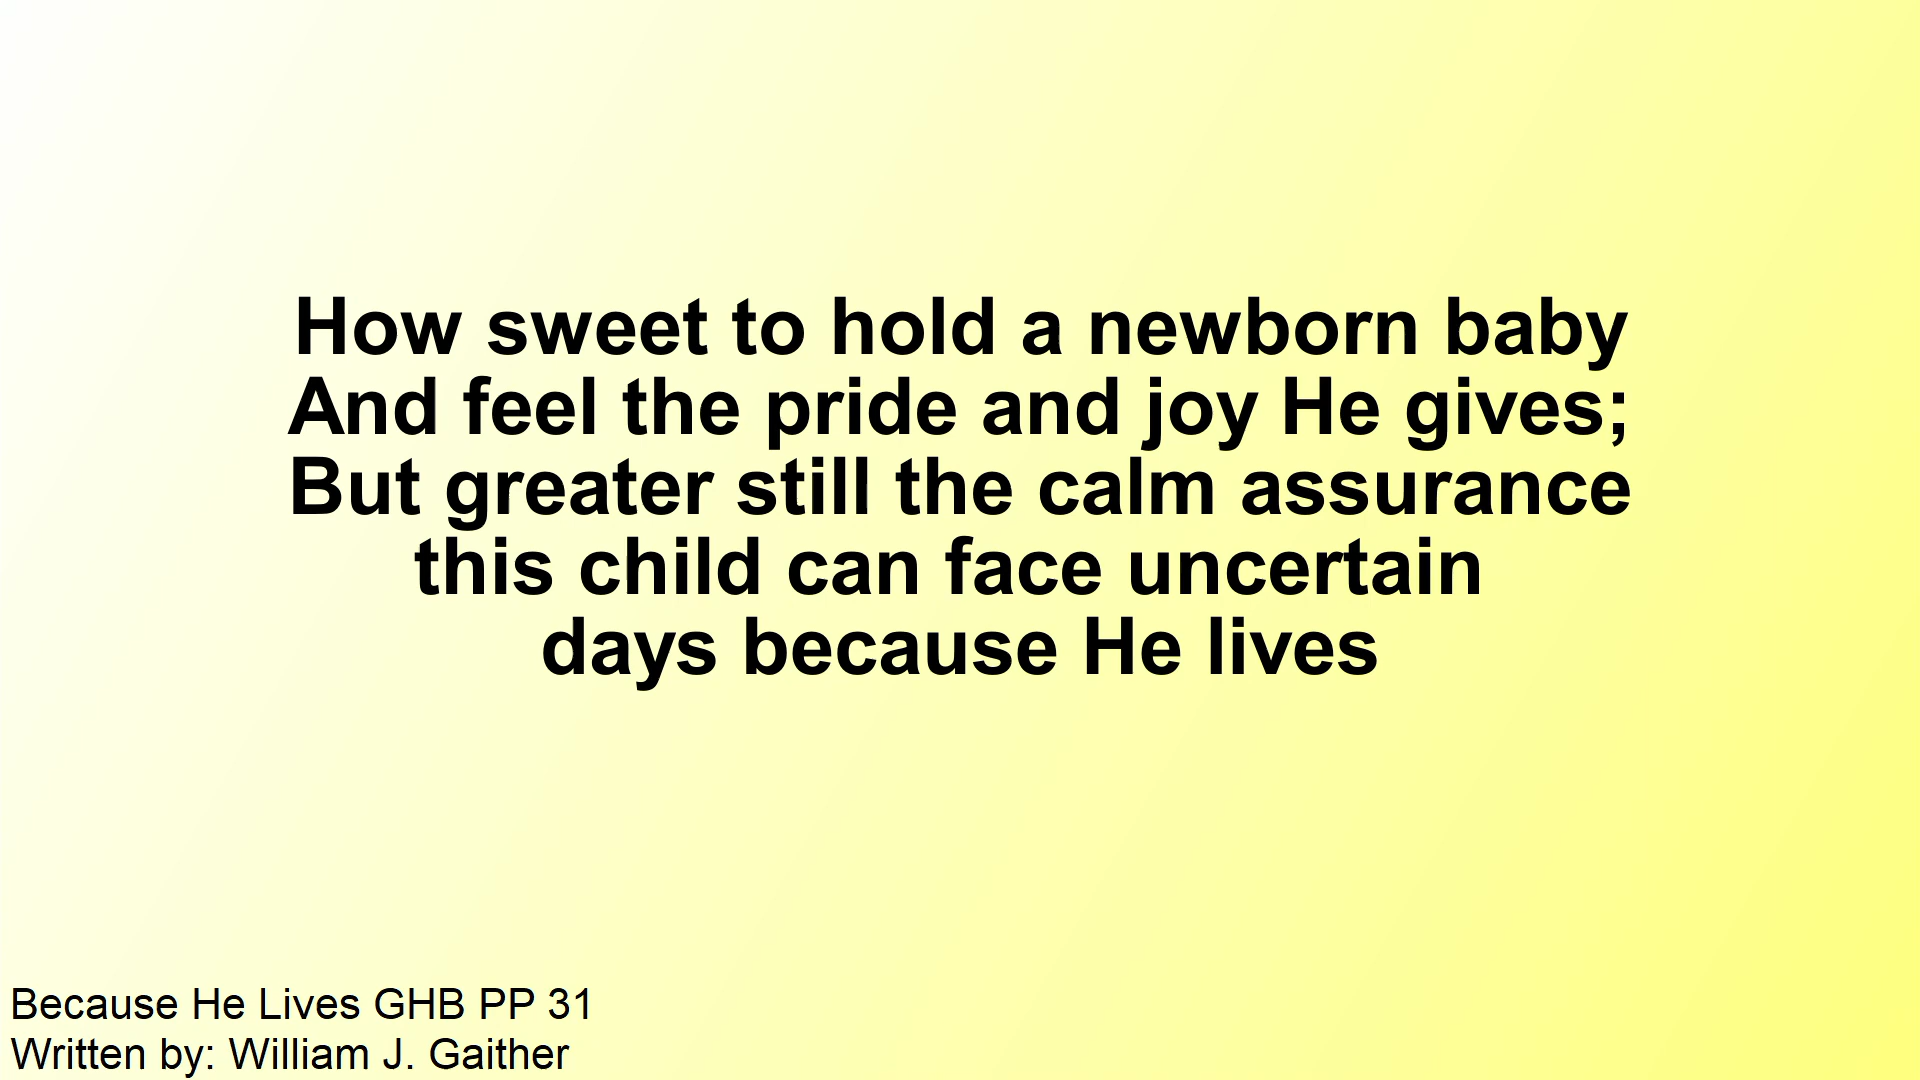 How sweet to hold a newborn baby
And feel the pride and joy He gives;
But greater still the calm assurance
this child can face uncertain
days because He lives
Because He Lives GHB PP 31
Written by: William J. Gaither